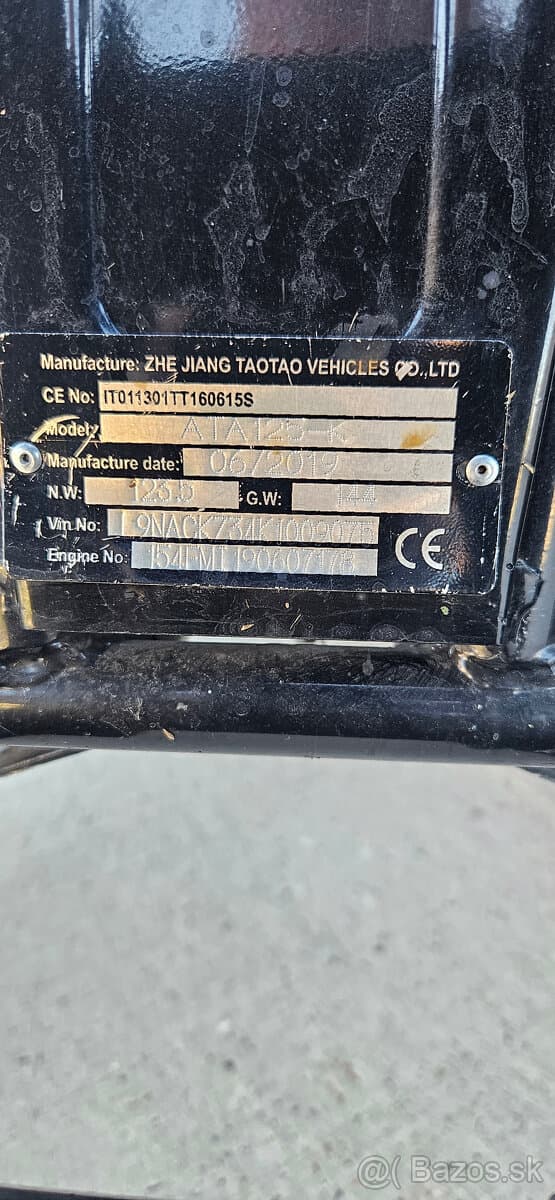 Manufacture: ZHE JIANG TAOTAO VEHICLES CO.,LTD
CE No: IT011301TT160615S
Model: ATA125-K
Manufacture date: 06/2019
N.W: 123.5 G.W: 144
Vin No:
Engine No:
CE
@(Bazos.sk